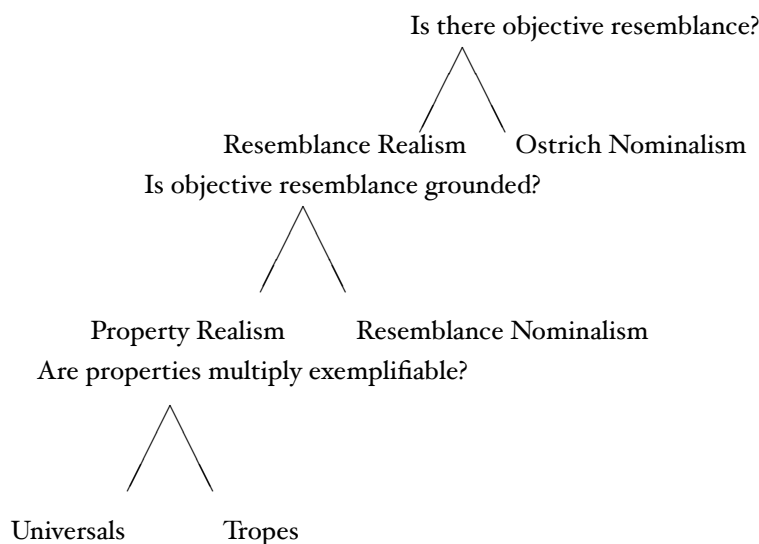 Is there objective resemblance?
Resemblance Realism Ostrich Nominalism
Is objective resemblance grounded?
Property Realism Resemblance Nominalism
Are properties multiply exemplifiable?
Universals Tropes